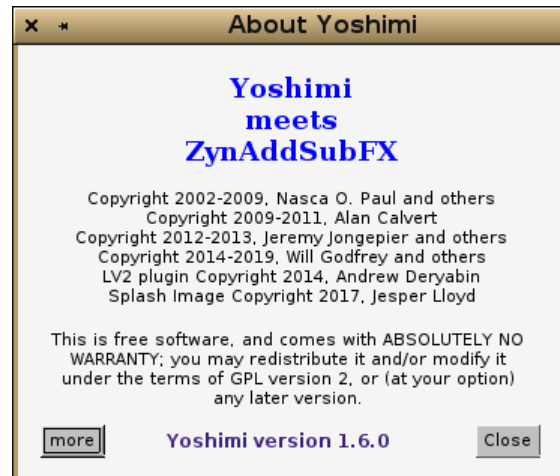 About Yoshimi
Yoshimi
meets
ZynAddSubFX
Copyright 2002-2009, Nasca O. Paul and others
Copyright 2009-2011, Alan Calvert
Copyright 2012-2013, Jeremy Jongepier and others
Copyright 2014-2019, Will Godfrey and others
LV2 plugin Copyright 2014, Andrew Deryabin
Splash Image Copyright 2017, Jesper Lloyd
This is free software, and comes with ABSOLUTELY NO
WARRANTY; you may redistribute it and/or modify it
under the terms of GPL version 2, or (at your option)
any later version.
more Yoshimi version 1.6.0 Close